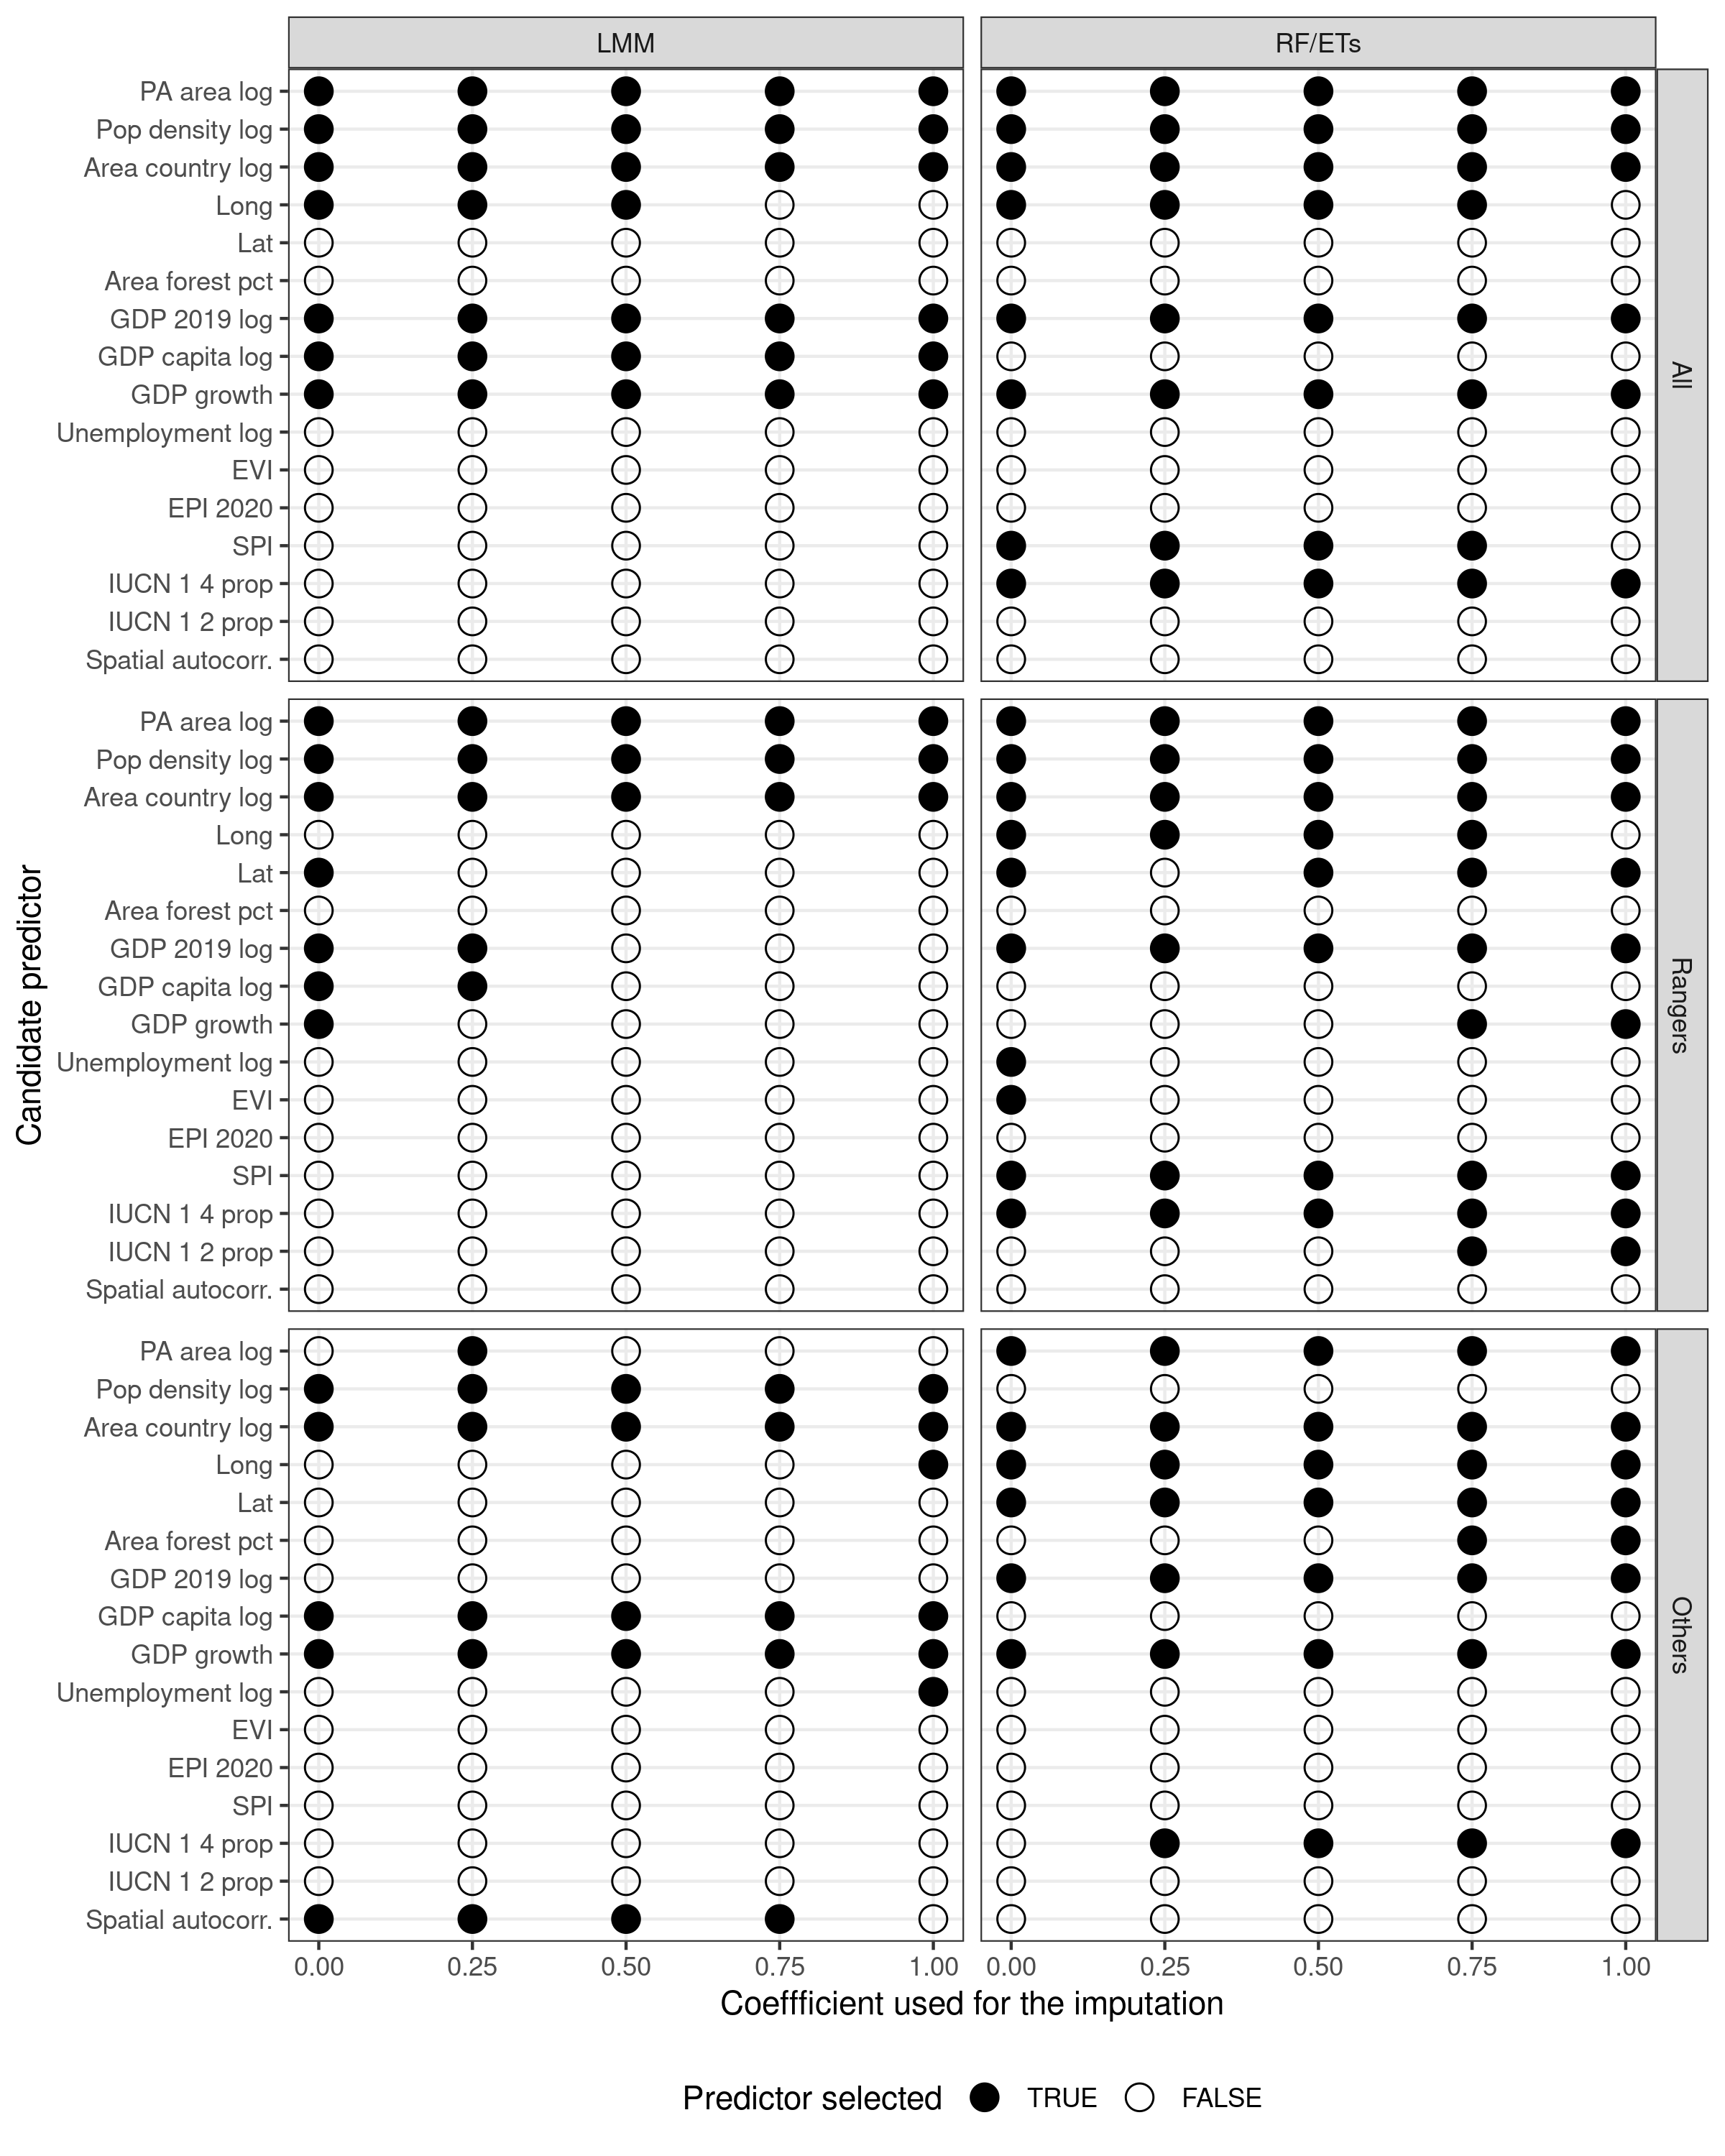 LMM RF/ETs
PA area log
Pop density log
Area country log
Long
Lat
Area forest pct
GDP 2019 log
GDP capita log
GDP growth
Unemployment log
EVI
EPI 2020
SPI
IUCN 1 4 prop
IUCN 1 2 prop
Spatial autocorr.
All
PA area log
Pop density log
Area country log
Long
Lat
Area forest pct
GDP 2019 log
GDP capita log
GDP growth
Unemployment log
EVI
EPI 2020
SPI
IUCN 1 4 prop
IUCN 1 2 prop
Spatial autocorr.
Rangers
PA area log
Pop density log
Area country log
Long
Lat
Area forest pct
GDP 2019 log
GDP capita log
GDP growth
Unemployment log
EVI
EPI 2020
SPI
IUCN 1 4 prop
IUCN 1 2 prop
Spatial autocorr.
Others
Candidate predictor
0.00 0.25 0.50 0.75 1.00 0.00 0.25 0.50 0.75 1.00
Coeffficient used for the imputation
Predictor selected TRUE FALSE